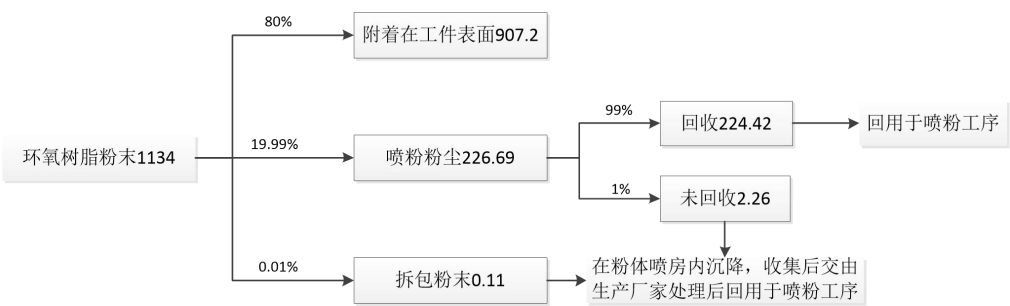 80%
附着在工件表面907.2
99%
回收224.42
回用于喷粉工序
环氧树脂粉末1134
19.99%
喷粉粉尘226.69
1%
未回收2.26
0.01%
拆包粉末0.11
在粉体喷房内沉降，收集后交由
生产厂家处理后回用于喷粉工序